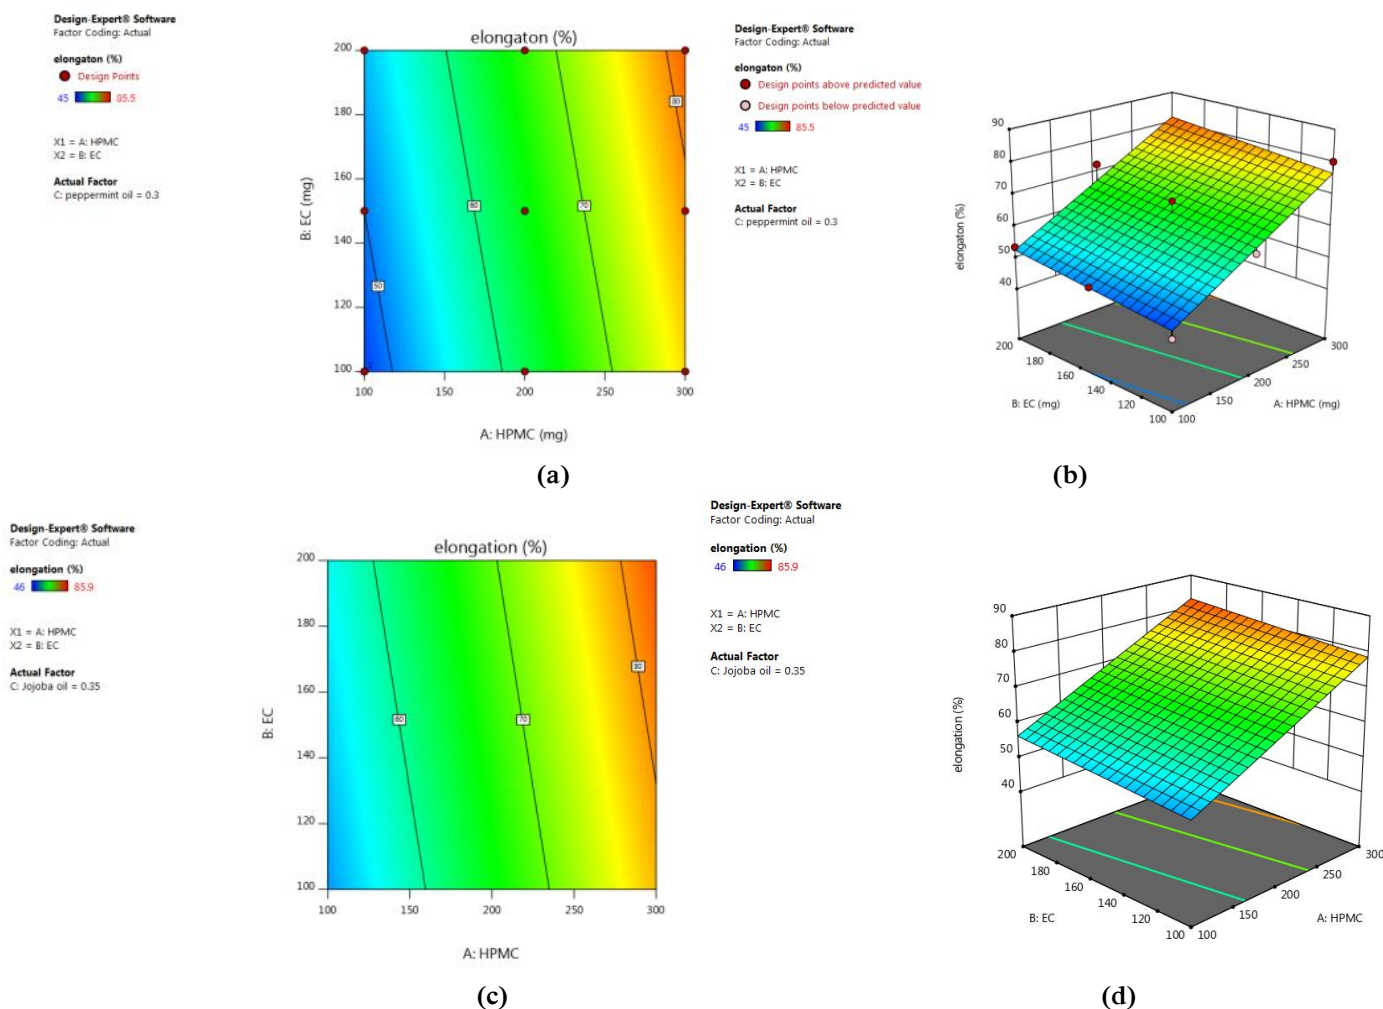 Design-Expert® Software
Factor Coding: Actual
elongaton (%)
Design Points
45 85.5
X1 = A: HPMC
X2 = B: EC
Actual Factor
C: peppermint oil = 0.3
elongaton (%)
B: EC (mg)
200
180
160
140
120
100
50
60
70
80
100 150 200 250 300
A: HPMC (mg)
(a)
Design-Expert® Software
Factor Coding: Actual
elongaton (%)
Design points above predicted value
Design points below predicted value
45 85.5
X1 = A: HPMC
X2 = B: EC
Actual Factor
C: peppermint oil = 0.3
elongaton (%)
90
80
70
60
50
40
200
180
160
140
120
100
B: EC (mg)
100
150
200
250
300
A: HPMC (mg)
(b)
Design-Expert® Software
Factor Coding: Actual
elongation (%)
46 85.9
X1 = A: HPMC
X2 = B: EC
Actual Factor
C: Jojoba oil = 0.35
elongation (%)
B: EC
200
180
160
140
120
100
60
70
80
100 150 200 250 300
A: HPMC
(c)
Design-Expert® Software
Factor Coding: Actual
elongation (%)
46 85.9
X1 = A: HPMC
X2 = B: EC
Actual Factor
C: Jojoba oil = 0.35
elongation (%)
90
80
70
60
50
40
200
180
160
140
120
100
B: EC
100
150
200
250
300
A: HPMC
(d)